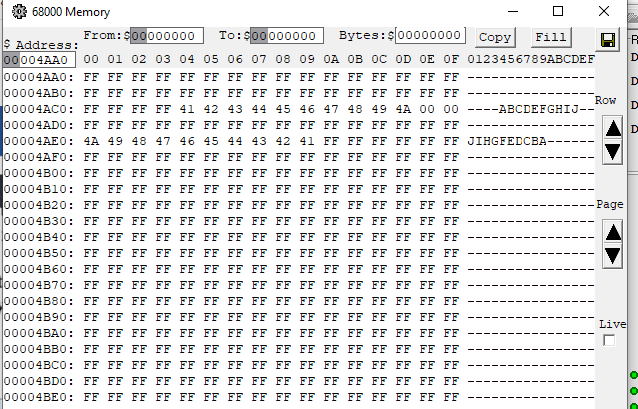 68000 Memory
From:$ 00000000 To:$ 00000000 Bytes:$ 00000000 Copy Fill
$ Address:
00 004AA0 00 01 02 03 04 05 06 07 08 09 0A 0B 0C 0D 0E 0F 0123456789ABCDEF
00004AA0: FF FF FF FF FF FF FF FF FF FF FF FF FF FF FF FF ----------------
00004AB0: FF FF FF FF FF FF FF FF FF FF FF FF FF FF FF FF ----------------
00004AC0: FF FF FF FF 41 42 43 44 45 46 47 48 49 4A 00 00 ----ABCDEFGHIJ--
00004AD0: FF FF FF FF FF FF FF FF FF FF FF FF FF FF FF FF ----------------
00004AE0: 4A 49 48 47 46 45 44 43 42 41 FF FF FF FF FF FF JIHGFEDCBA------
00004AF0: FF FF FF FF FF FF FF FF FF FF FF FF FF FF FF FF ----------------
00004B00: FF FF FF FF FF FF FF FF FF FF FF FF FF FF FF FF ----------------
00004B10: FF FF FF FF FF FF FF FF FF FF FF FF FF FF FF FF ----------------
00004B20: FF FF FF FF FF FF FF FF FF FF FF FF FF FF FF FF ----------------
00004B30: FF FF FF FF FF FF FF FF FF FF FF FF FF FF FF FF ----------------
00004B40: FF FF FF FF FF FF FF FF FF FF FF FF FF FF FF FF ----------------
00004B50: FF FF FF FF FF FF FF FF FF FF FF FF FF FF FF FF ----------------
00004B60: FF FF FF FF FF FF FF FF FF FF FF FF FF FF FF FF ----------------
00004B70: FF FF FF FF FF FF FF FF FF FF FF FF FF FF FF FF ----------------
00004B80: FF FF FF FF FF FF FF FF FF FF FF FF FF FF FF FF ----------------
00004B90: FF FF FF FF FF FF FF FF FF FF FF FF FF FF FF FF ----------------
00004BA0: FF FF FF FF FF FF FF FF FF FF FF FF FF FF FF FF ----------------
00004BB0: FF FF FF FF FF FF FF FF FF FF FF FF FF FF FF FF ----------------
00004BC0: FF FF FF FF FF FF FF FF FF FF FF FF FF FF FF FF ----------------
00004BD0: FF FF FF FF FF FF FF FF FF FF FF FF FF FF FF FF ----------------
00004BE0: FF FF FF FF FF FF FF FF FF FF FF FF FF FF FF FF ----------------
Row
Page
Live
R
D
D
D
D